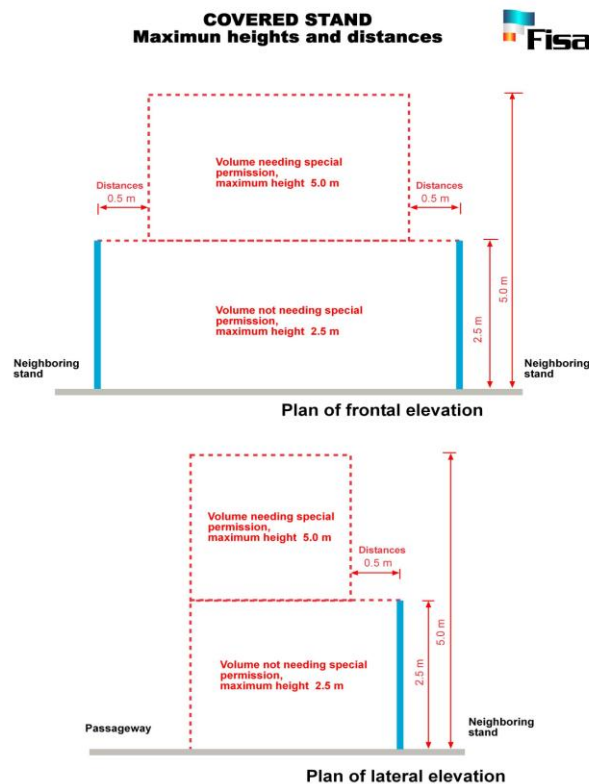 COVERED STAND
Maximun heights and distances
Fisa
Volume needing special
permission,
maximum height 5.0 m
Distances
0.5 m
Distances
0.5 m
5.0 m
2.5 m
Volume not needing special
permission,
maximum height 2.5 m
Neighboring
stand
Neighboring
stand
Plan of frontal elevation
Volume needing special
permission,
maximum height 5.0 m
Distances
0.5 m
5.0 m
2.5 m
Volume not needing special
permission,
maximum height 2.5 m
Passageway
Neighboring
stand
Plan of lateral elevation